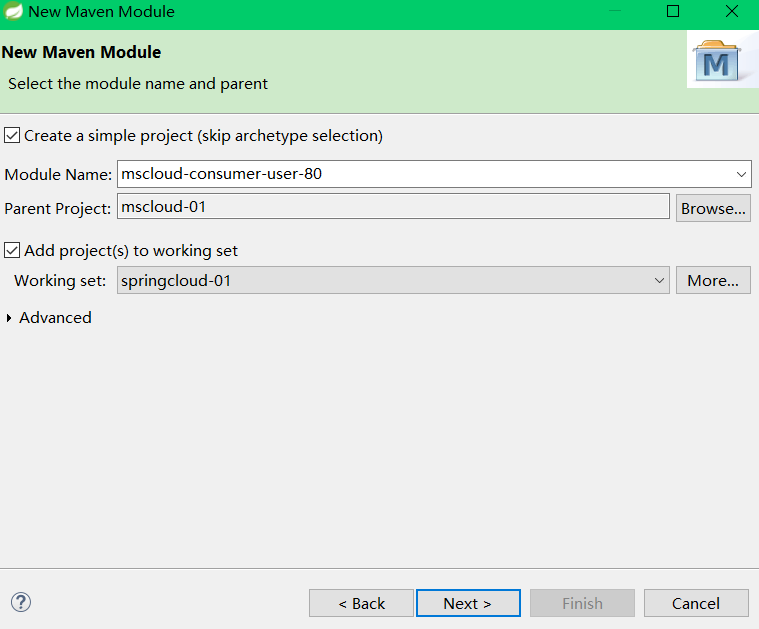 New Maven Module
New Maven Module
Select the module name and parent
M
Create a simple project (skip archetype selection)
Module Name: mscloud-consumer-user-80
Parent Project: mscloud-01 Browse...
Add project(s) to working set
Working set: springcloud-01 More...
Advanced
? < Back Next > Finish Cancel